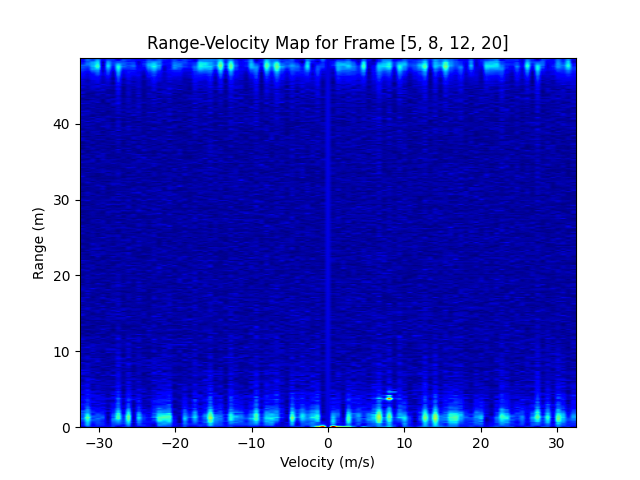 Range-Velocity Map for Frame [5, 8, 12, 20]
40
30
20
10
0
Range (m)
−30 −20 −10 0 10 20 30
Velocity (m/s)